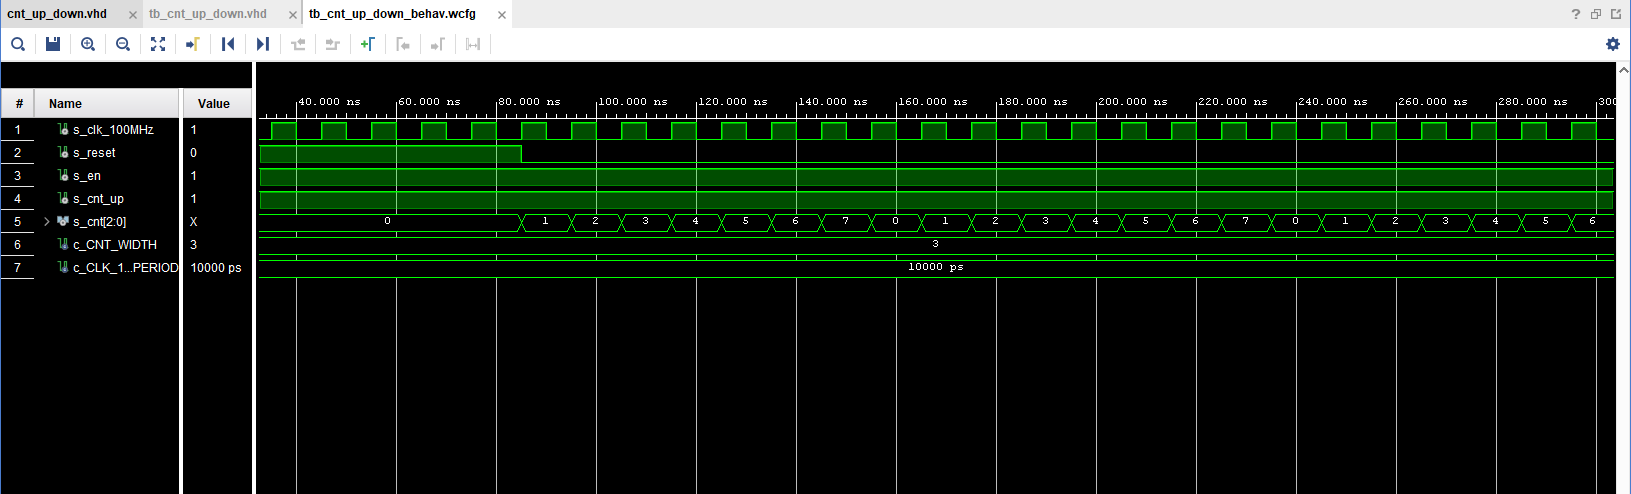 cnt_up_down.vhd × tb_cnt_up_down.vhd × tb_cnt_up_down_behav.wcfg × ?
# Name Value 40.000 ns 60.000 ns 80.000 ns 100.000 ns 120.000 ns 140.000 ns 160.000 ns 180.000 ns 200.000 ns 220.000 ns 240.000 ns 260.000 ns 280.000 ns 300
1 s_clk_100MHz 1
2 s_reset 0
3 s_en 1
4 s_cnt_up 1
5 s_cnt[2:0] X 0 1 2 3 4 5 6 7 0 1 2 3 4 5 6 7 0 1 2 3 4 5 6
6 c_CNT_WIDTH 3 3
7 c_CLK_1...PERIOD 10000 ps 10000 ps